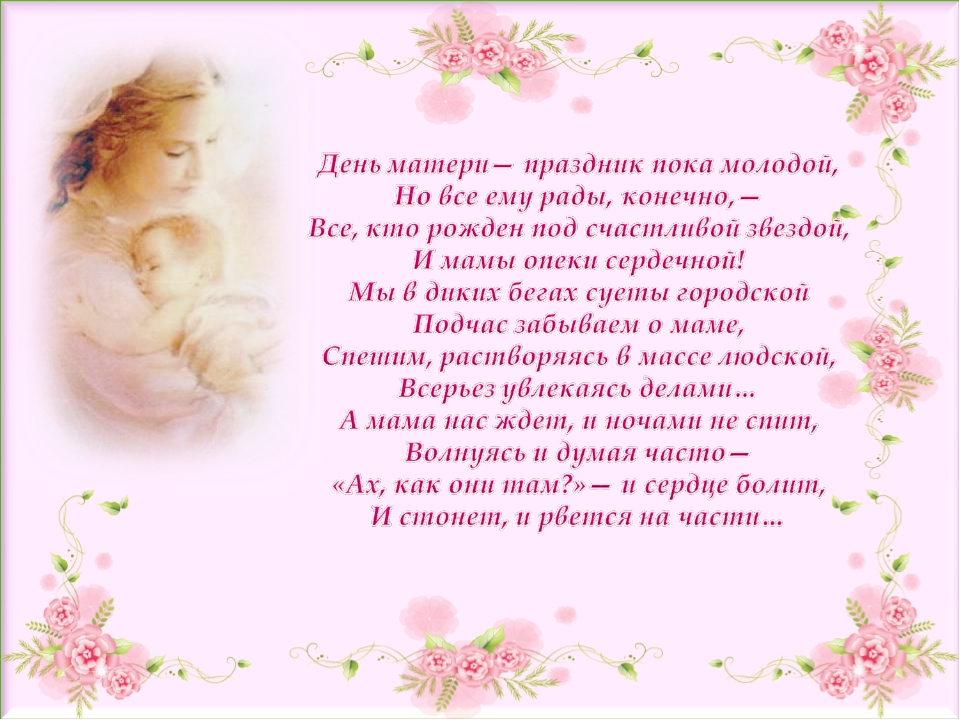 День матери— праздник пока молодой,
Но все ему рады, конечно,—
Все, кто рожден под счастливой звездой,
И мамы опеки сердечной!
Мы в диких бегах суеты городской
Подчас забываем о маме,
Спешим, растворяясь в массе людской,
Всерьез увлекаясь делами...
А мама нас ждет, и ночами не спит,
Волнуясь и думая часто—
«Ах, как они там?»— и сердце болит,
И стонет, и рвется на части...